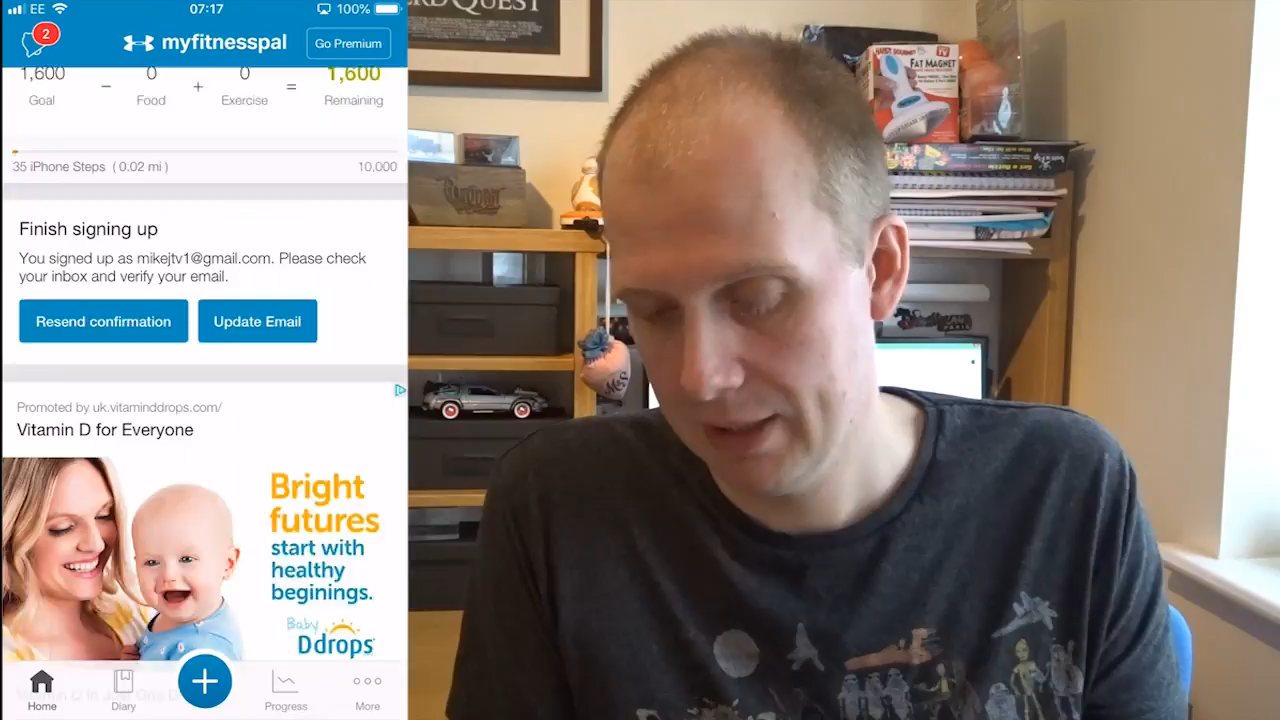 EE 07:17 100%
2 myfitnesspal Go Premium
1,600 - 0 + 0 = 1,600
Goal Food Exercise Remaining
35 iPhone Steps ( 0.02 mi ) 10,000
Finish signing up
You signed up as mikejtv1@gmail.com. Please check
your inbox and verify your email.
Resend confirmation Update Email
Promoted by uk.vitaminddrops.com/
Vitamin D for Everyone
Bright
futures
start with
healthy
beginings.
Baby
Ddrops
Home Diary Progress More
QUEST
FAT MAGNET